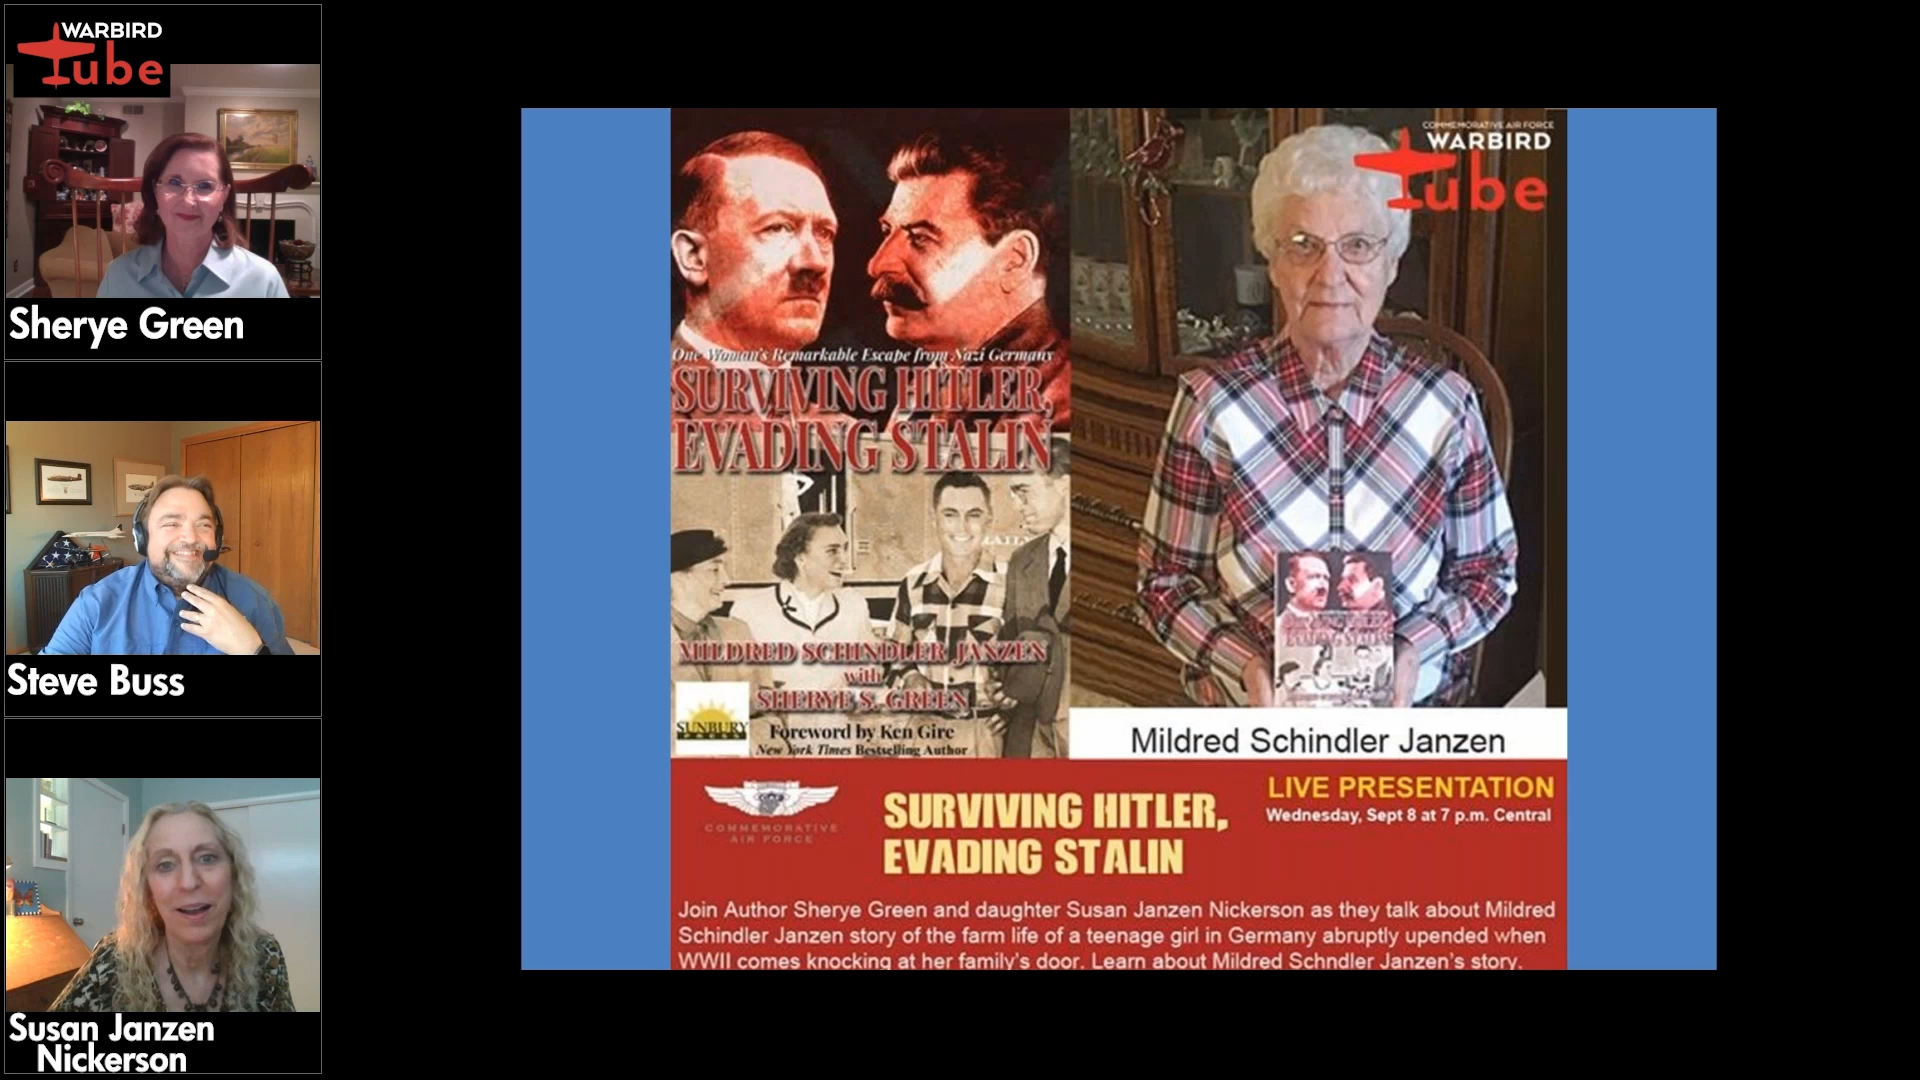 WARBIRD
Tube
Sherye Green
Steve Buss
Susan Janzen
Nickerson
One Woman's Remarkable Escape from Nazi Germany
SURVIVING HITLER,
EVADING STALIN
DAILY
MILDRED SCHINDLER JANZEN
with
SHERYE S. GREEN
SUNBURY
PRESS
Foreword by Ken Gire
New York Times Bestselling Author
COMMEMORATIVE AIR FORCE
WARBIRD
Tube
EVADING STALIN
Mildred Schindler Janzen
COMMEMORATIVE
AIR FORCE
SURVIVING HITLER,
EVADING STALIN
LIVE PRESENTATION
Wednesday, Sept 8 at 7 p.m. Central
Join Author Sherye Green and daughter Susan Janzen Nickerson as they talk about Mildred
Schindler Janzen story of the farm life of a teenage girl in Germany abruptly upended when
WWII comes knocking at her family's door. Learn about Mildred Schndler Janzen's story.